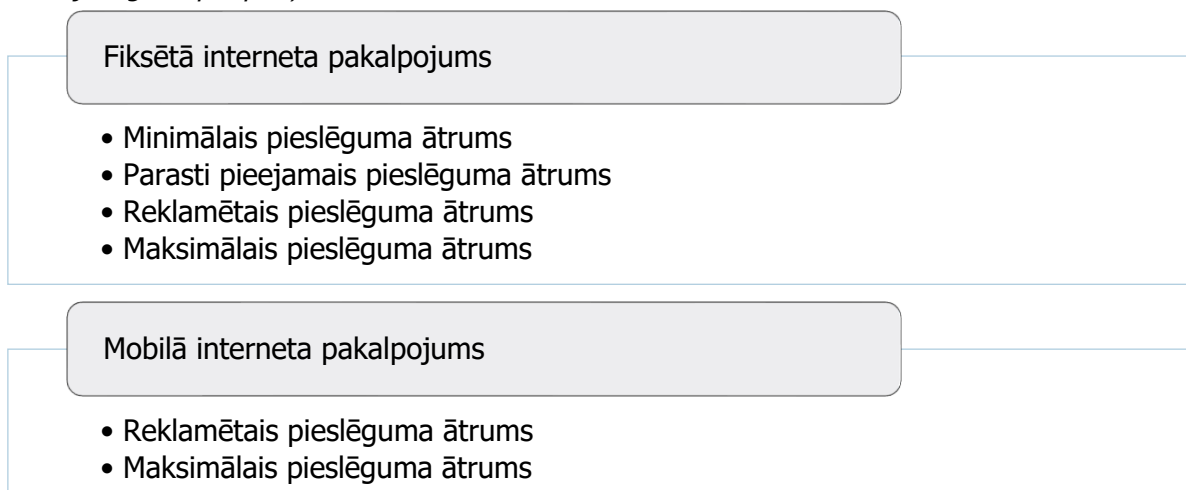 Fiksētā interneta pakalpojums
• Minimālais pieslēguma ātrums
• Parasti pieejamais pieslēguma ātrums
• Reklamētais pieslēguma ātrums
• Maksimālais pieslēguma ātrums
Mobilā interneta pakalpojums
• Reklamētais pieslēguma ātrums
• Maksimālais pieslēguma ātrums